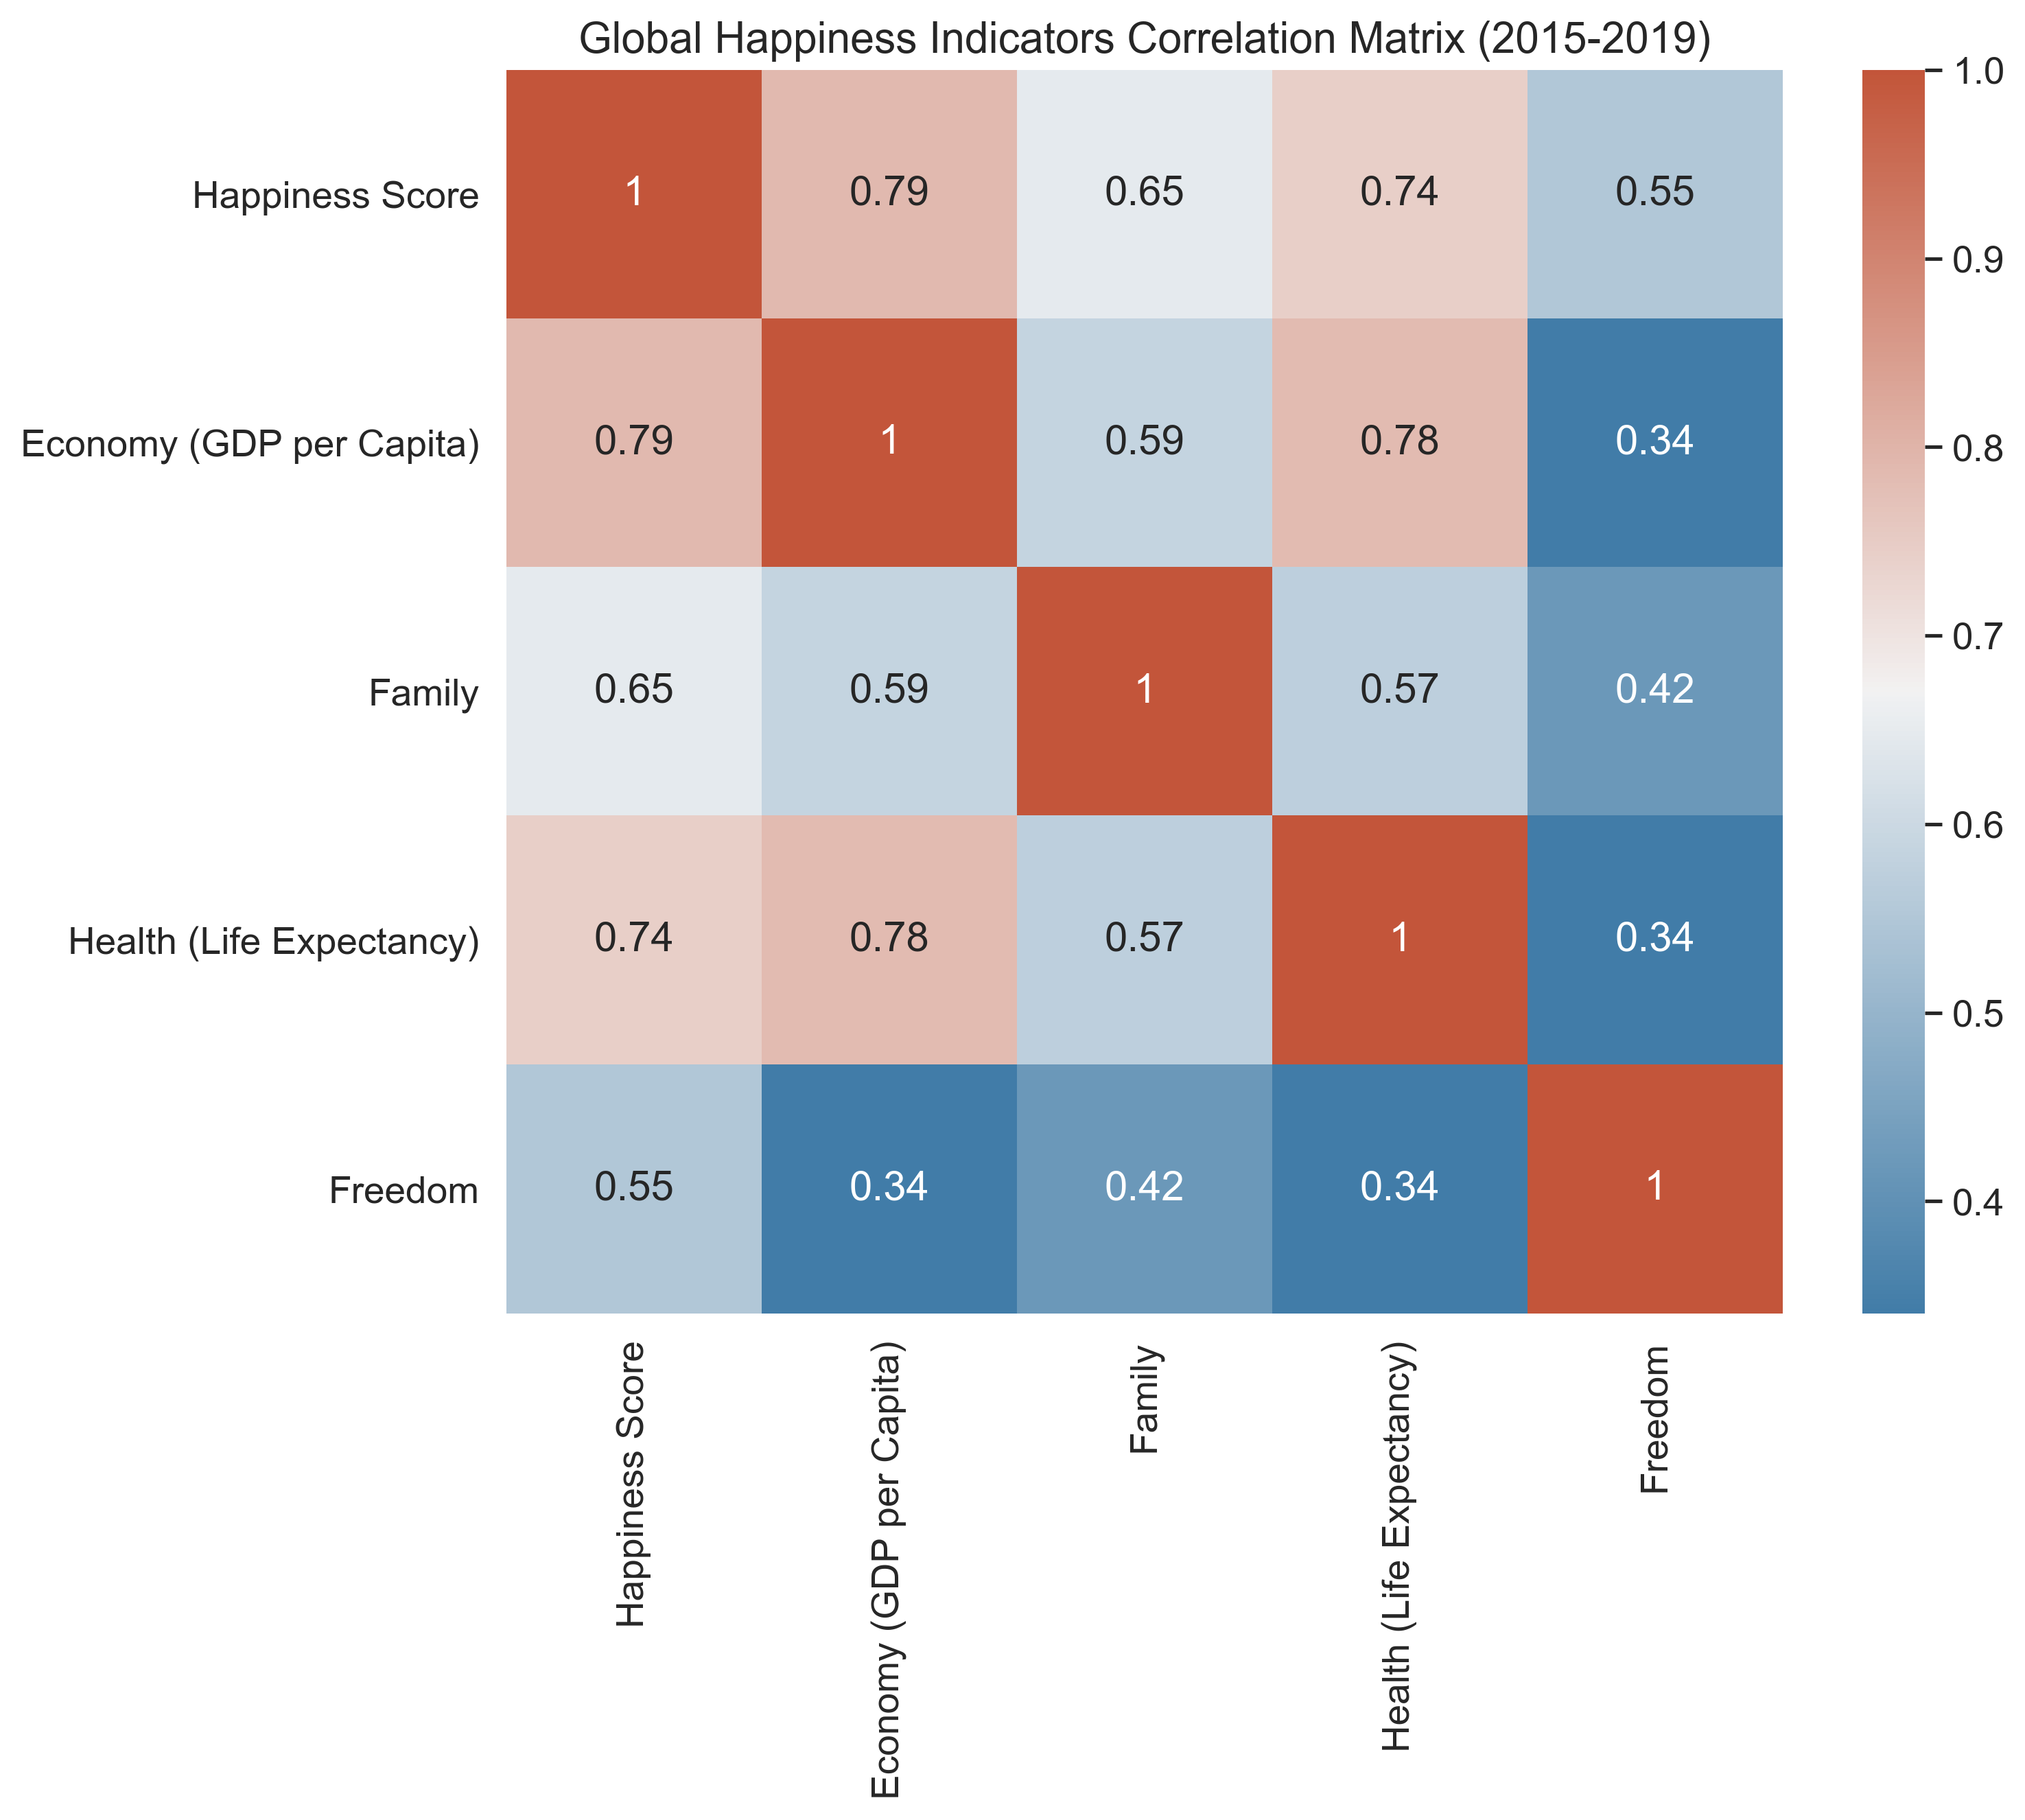 Global Happiness Indicators Correlation Matrix (2015-2019)
Happiness Score
1
0.79
0.65
0.74
0.55
Economy (GDP per Capita)
0.79
1
0.59
0.78
0.34
Family
0.65
0.59
1
0.57
0.42
Health (Life Expectancy)
0.74
0.78
0.57
1
0.34
Freedom
0.55
0.34
0.42
0.34
1
Happiness Score
Economy (GDP per Capita)
Family
Health (Life Expectancy)
Freedom
1.0
0.9
0.8
0.7
0.6
0.5
0.4